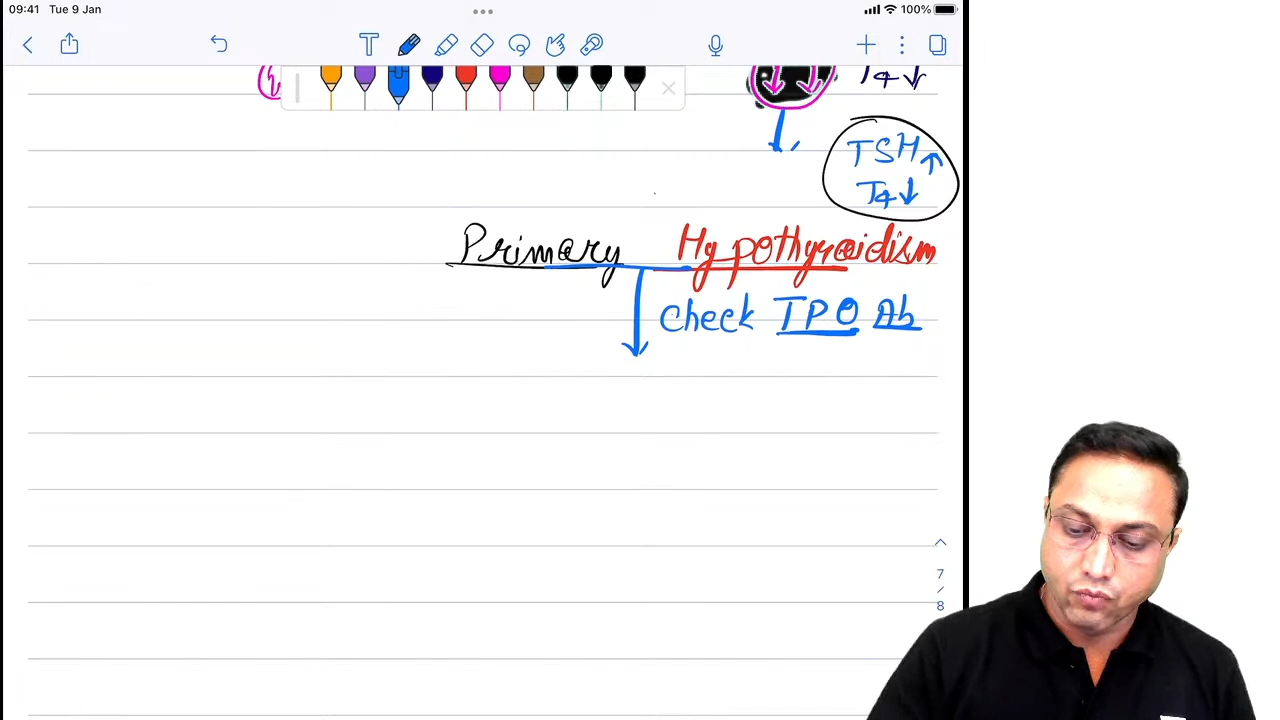 09:41 Tue 9 Jan
100%
T
T4↓
TSH↑
T4↓
Primary Hypothyroidism
Check TPO Ab
7
/
8